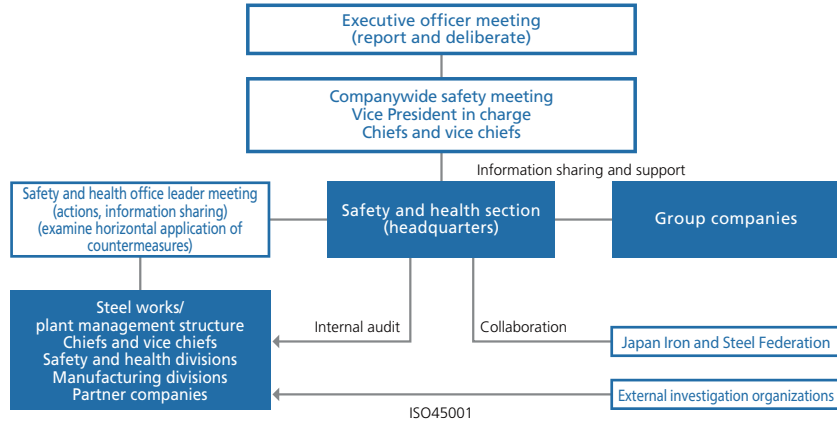 Executive officer meeting
(report and deliberate)
Companywide safety meeting
Vice President in charge
Chiefs and vice chiefs
Information sharing and support
Safety and health office leader meeting
(actions, information sharing)
(examine horizontal application of
countermeasures)
Safety and health section
(headquarters)
Group companies
Steel works/
plant management structure
Chiefs and vice chiefs
Safety and health divisions
Manufacturing divisions
Partner companies
Internal audit
Collaboration
Japan Iron and Steel Federation
External investigation organizations
ISO45001